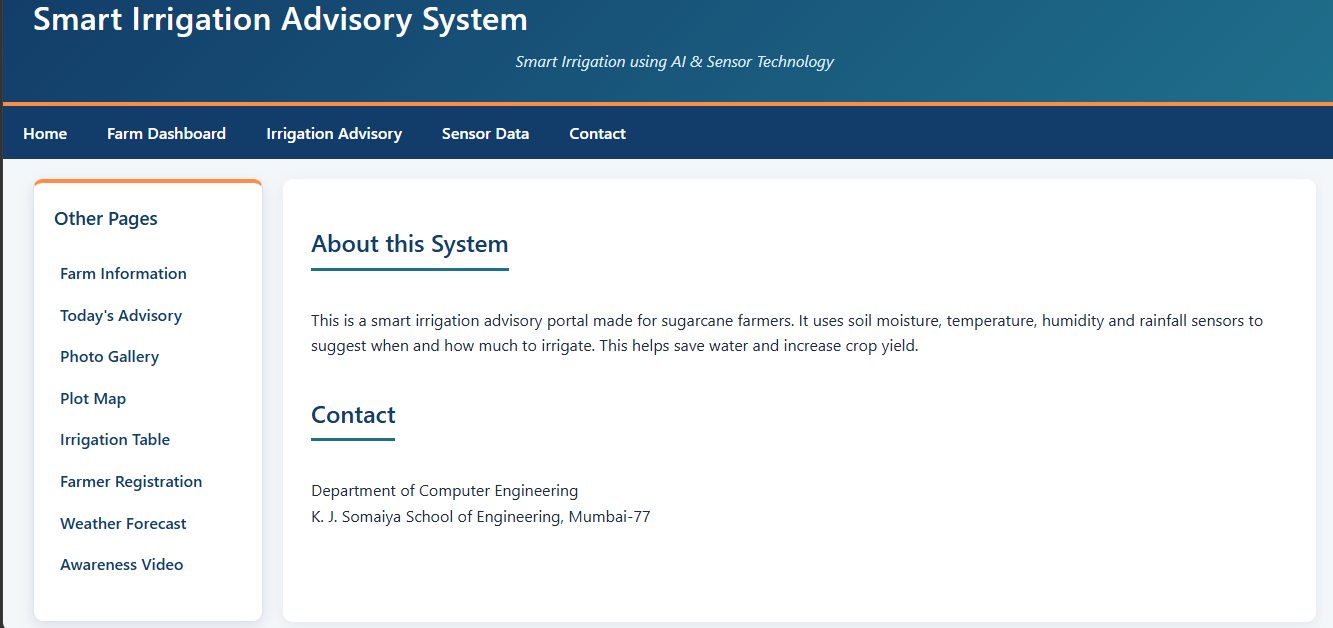 Smart Irrigation Advisory System
Smart Irrigation using AI & Sensor Technology
Home Farm Dashboard Irrigation Advisory Sensor Data Contact
Other Pages
Farm Information
Today's Advisory
Photo Gallery
Plot Map
Irrigation Table
Farmer Registration
Weather Forecast
Awareness Video
About this System
This is a smart irrigation advisory portal made for sugarcane farmers. It uses soil moisture, temperature, humidity and rainfall sensors to
suggest when and how much to irrigate. This helps save water and increase crop yield.
Contact
Department of Computer Engineering
K. J. Somaiya School of Engineering, Mumbai-77